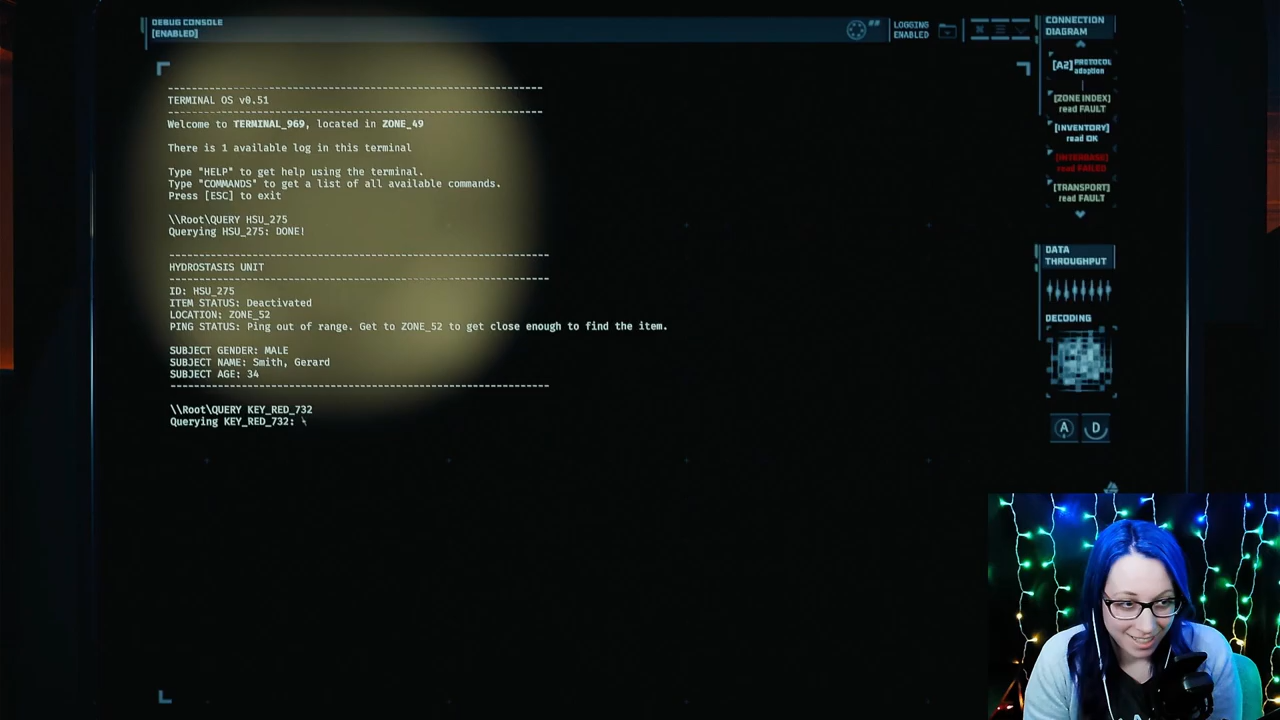 DEBUG CONSOLE
[ENABLED]
LOGGING
ENABLED
--------------------------------------------------------------
TERMINAL OS v0.51
--------------------------------------------------------------
Welcome to TERMINAL_969, located in ZONE_49
There is 1 available log in this terminal
Type "HELP" to get help using the terminal.
Type "COMMANDS" to get a list of all available commands.
Press [ESC] to exit
\\Root\QUERY HSU_275
Querying HSU_275: DONE!
---------------------------------------------------------------
HYDROSTASIS UNIT
---------------------------------------------------------------
ID: HSU_275
ITEM STATUS: Deactivated
LOCATION: ZONE_52
PING STATUS: Ping out of range. Get to ZONE_52 to get close enough to find the item.
SUBJECT GENDER: MALE
SUBJECT NAME: Smith, Gerard
SUBJECT AGE: 34
---------------------------------------------------------------
\\Root\QUERY KEY_RED_732
Querying KEY_RED_732: \
CONNECTION
DIAGRAM
[A2] PROTOCOL
adaption
[ZONE INDEX]
read FAULT
[INVENTORY]
read OK
[INTERBASE]
read FAILED
[TRANSPORT]
read FAULT
DATA
THROUGHPUT
DECODING
A D